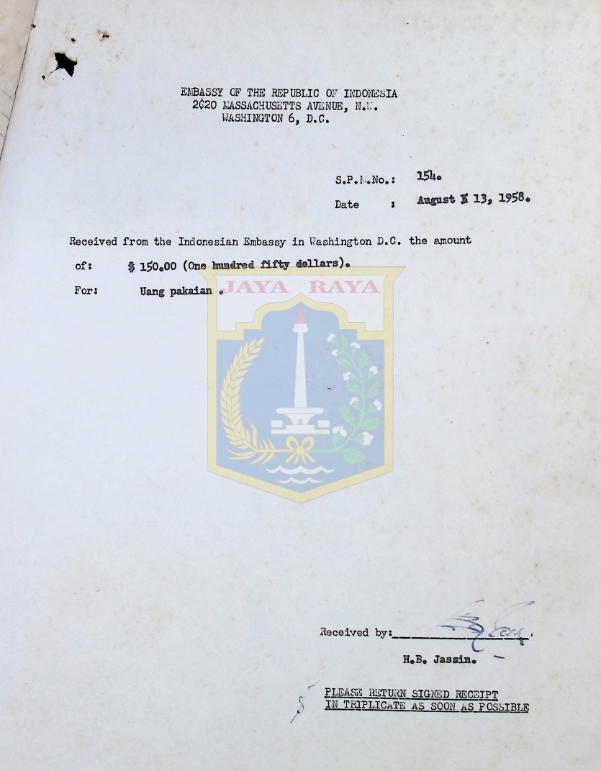 EMBASSY OF THE REPUBLIC OF INDONESIA
2020 MASSACHUSETTS AVENUE, N.W.
WASHINGTON 6, D.C.
S.P.M.No.: 154.
Date : August 13, 1958.
Received from the Indonesian Embassy in Washington D.C. the amount
of: $ 150.00 (One hundred fifty dollars).
For: Uang pakaian .
JAYA RAYA
Received by:
H.B. Jassin.
PLEASE RETURN SIGNED RECEIPT
IN TRIPLICATE AS SOON AS POSSIBLE